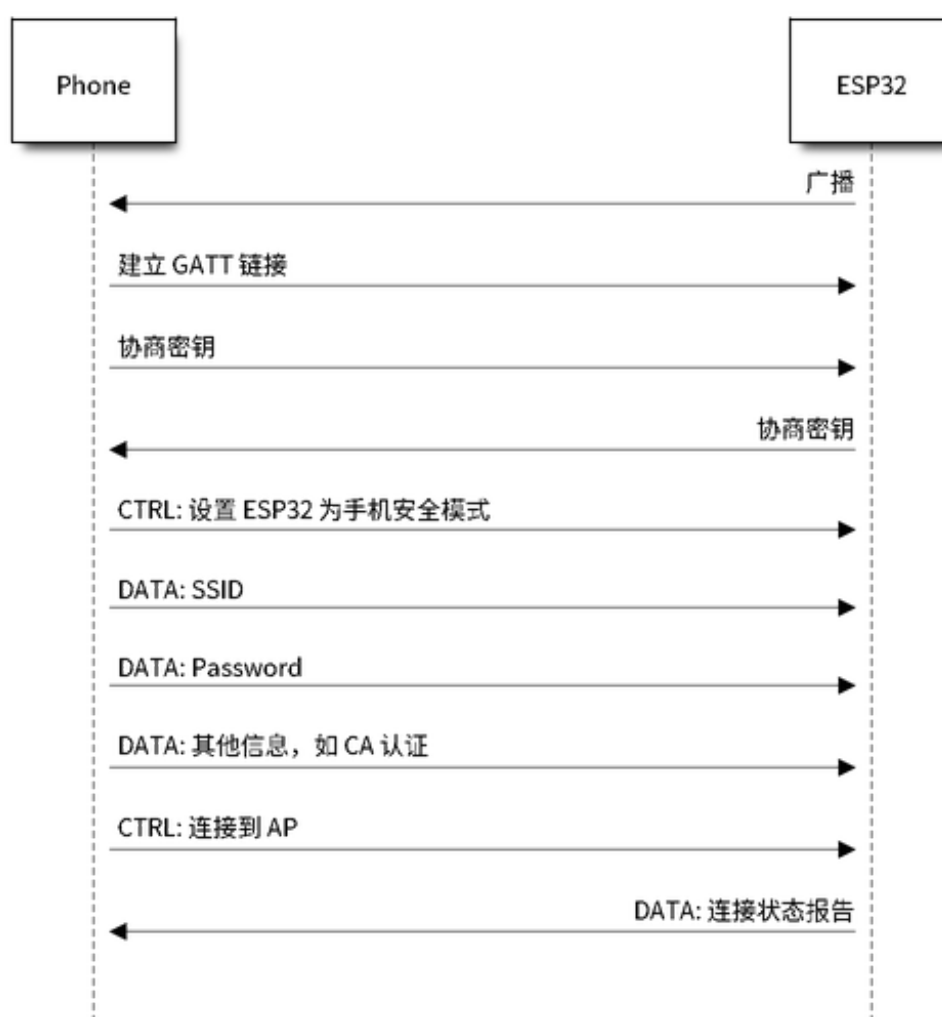 Phone
ESP32
广播
建立 GATT 链接
协商密钥
协商密钥
CTRL: 设置 ESP32 为手机安全模式
DATA: SSID
DATA: Password
DATA: 其他信息，如 CA 认证
CTRL: 连接到 AP
DATA: 连接状态报告